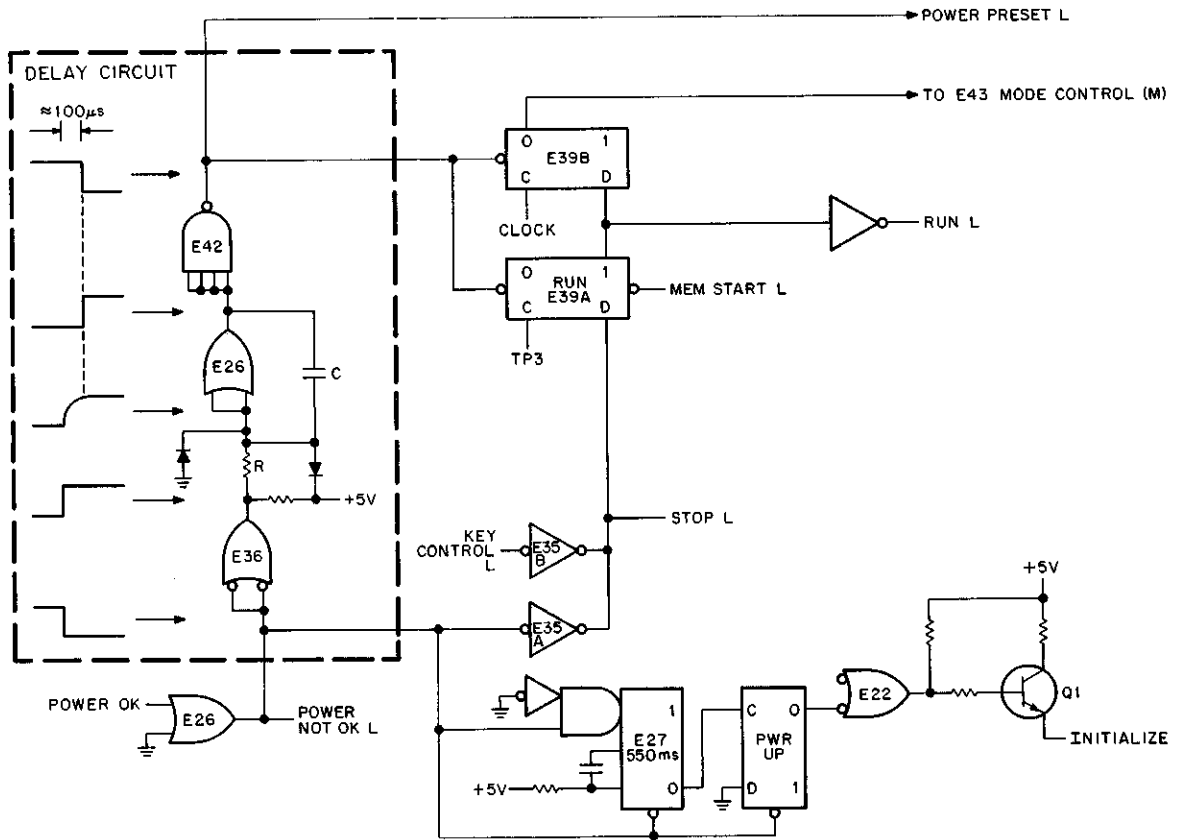 POWER PRESET L
DELAY CIRCUIT
≈100μs
TO E43 MODE CONTROL (M)
0 1
E39B
C D
CLOCK
RUN L
E42
0 1
RUN
E39A
C D
MEM START L
TP3
E26
C
R
+5V
STOP L
KEY
CONTROL
L
E35
B
E36
E35
A
+5V
POWER OK
E26
POWER
NOT OK L
E22
Q1
1
E27
550ms
0
C 0
PWR
UP
D 1
INITIALIZE
+5V